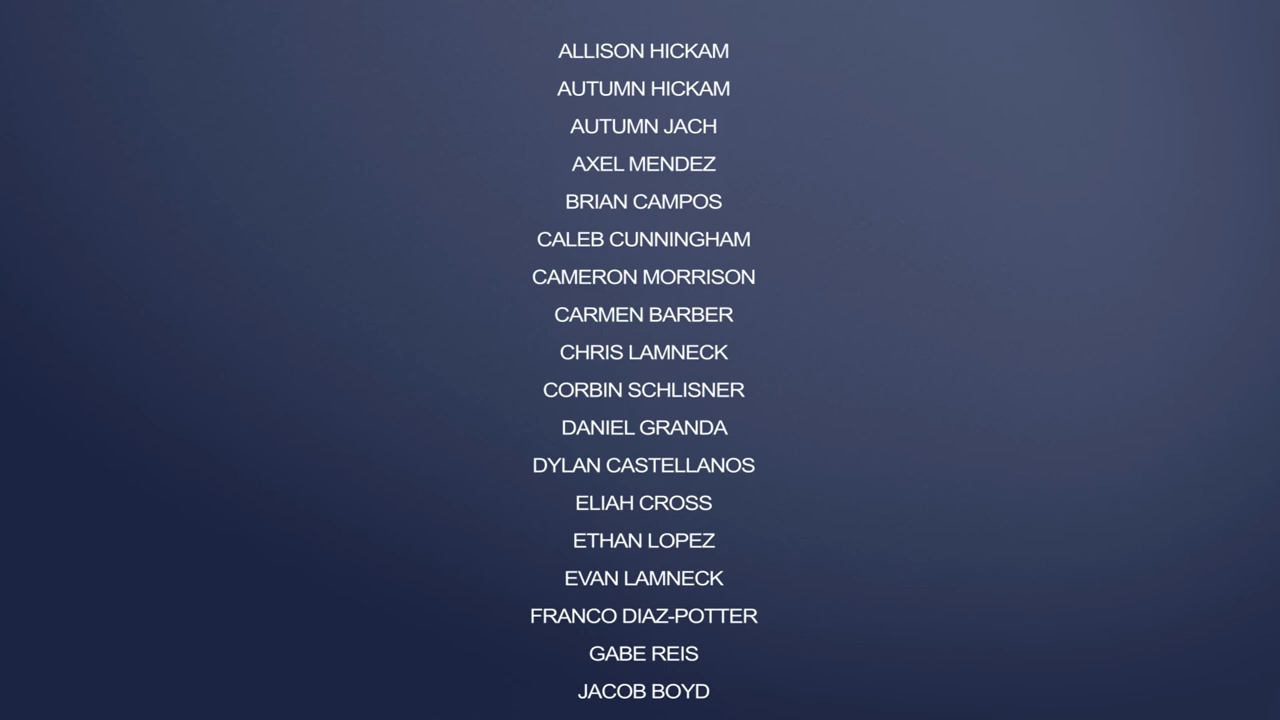 ALLISON HICKAM
AUTUMN HICKAM
AUTUMN JACH
AXEL MENDEZ
BRIAN CAMPOS
CALEB CUNNINGHAM
CAMERON MORRISON
CARMEN BARBER
CHRIS LAMNECK
CORBIN SCHLISNER
DANIEL GRANDA
DYLAN CASTELLANOS
ELIAH CROSS
ETHAN LOPEZ
EVAN LAMNECK
FRANCO DIAZ-POTTER
GABE REIS
JACOB BOYD